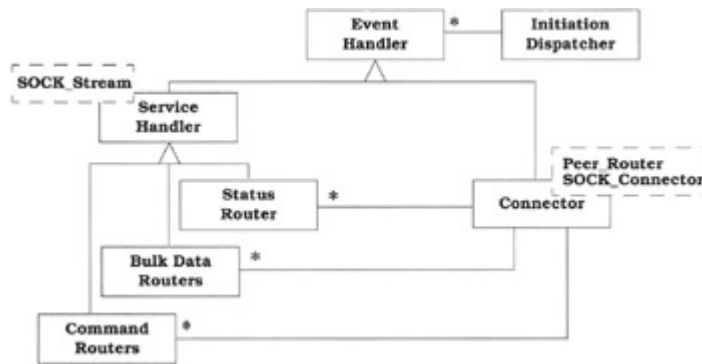 Event
Handler
*
Initiation
Dispatcher
SOCK_Stream
Service
Handler
Peer_Router
SOCK_Connector
Status
Router
*
Connector
Bulk Data
Routers
*
Command
Routers
*